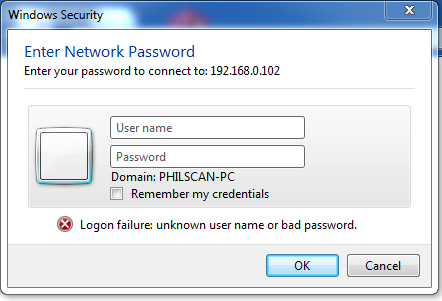 Windows Security
Enter Network Password
Enter your password to connect to: 192.168.0.102
User name
Password
Domain: PHILSCAN-PC
Remember my credentials
Logon failure: unknown user name or bad password.
OK
Cancel